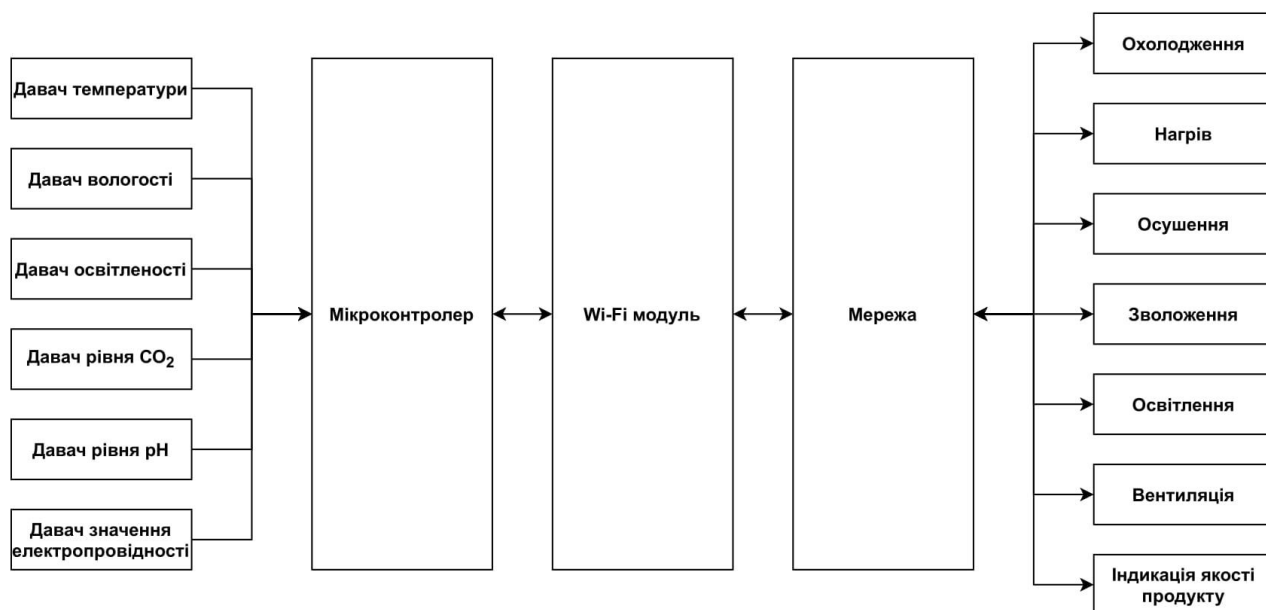 Давач температури
Давач вологості
Давач освітленості
Давач рівня CO₂
Давач рівня pH
Давач значення
електропровідності
Мікроконтролер
Wi-Fi модуль
Мережа
Охолодження
Нагрів
Осушення
Зволоження
Освітлення
Вентиляція
Індикація якості
продукту